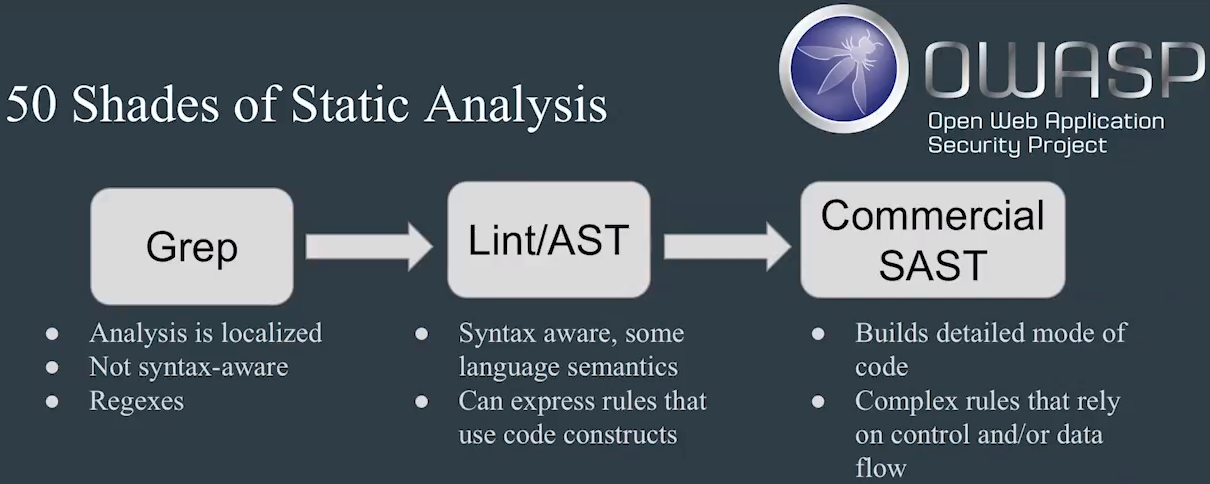 50 Shades of Static Analysis
OWASP
Open Web Application
Security Project
Grep
Lint/AST
Commercial
SAST
● Analysis is localized
● Not syntax-aware
● Regexes
● Syntax aware, some
language semantics
● Can express rules that
use code constructs
● Builds detailed mode of
code
● Complex rules that rely
on control and/or data
flow